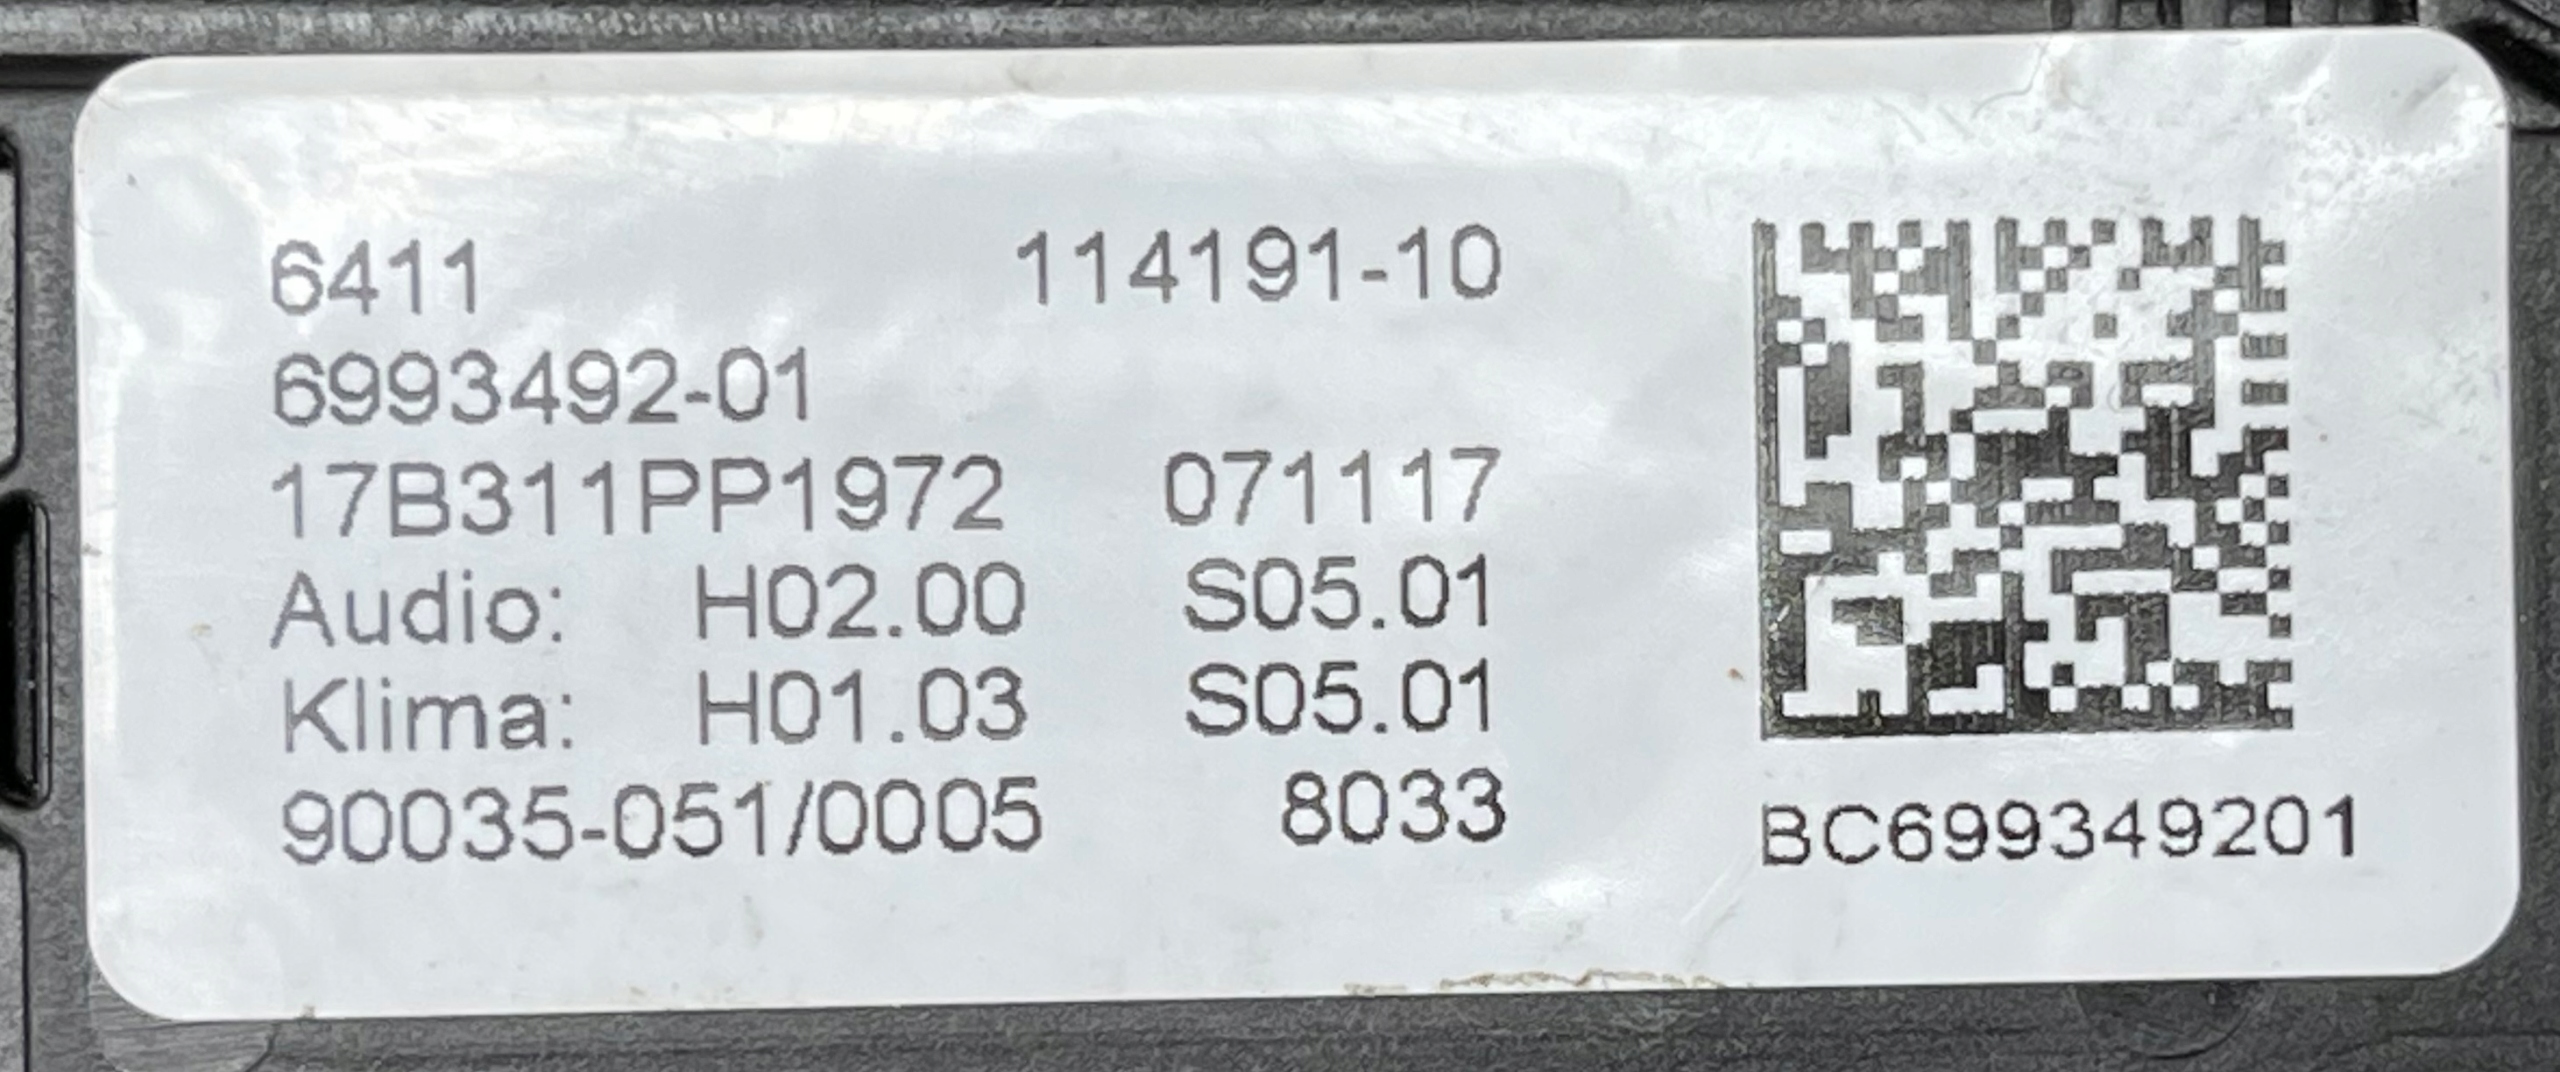 6411 114191-10
6993492-01
17B311PP1972 071117
Audio: H02.00 S05.01
Klima: H01.03 S05.01
90035-051/0005 8033
BC699349201